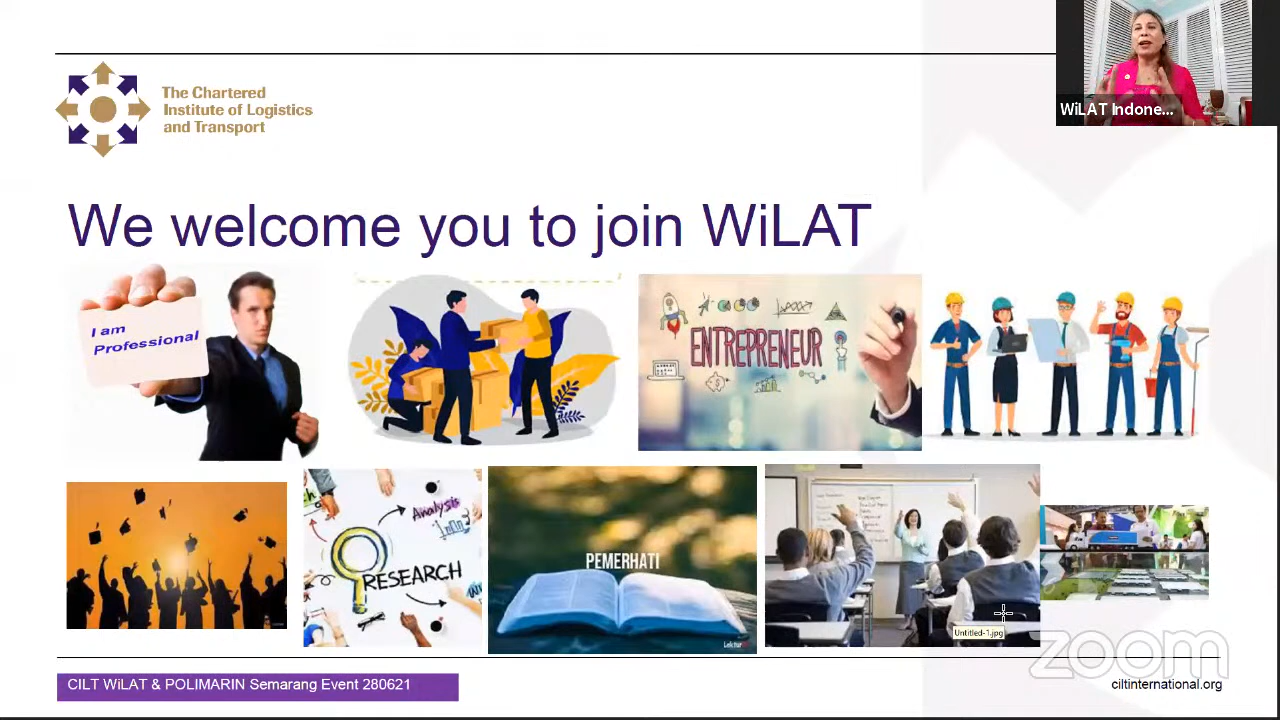 The Chartered
Institute of Logistics
and Transport
WiLAT Indone...
We welcome you to join WiLAT
I am
Professional
ENTREPRENEUR
Analysis
RESEARCH
PEMERHATI
Untitled-1.jpg
zoom
CILT WiLAT & POLIMARIN Semarang Event 280621
ciltinternational.org